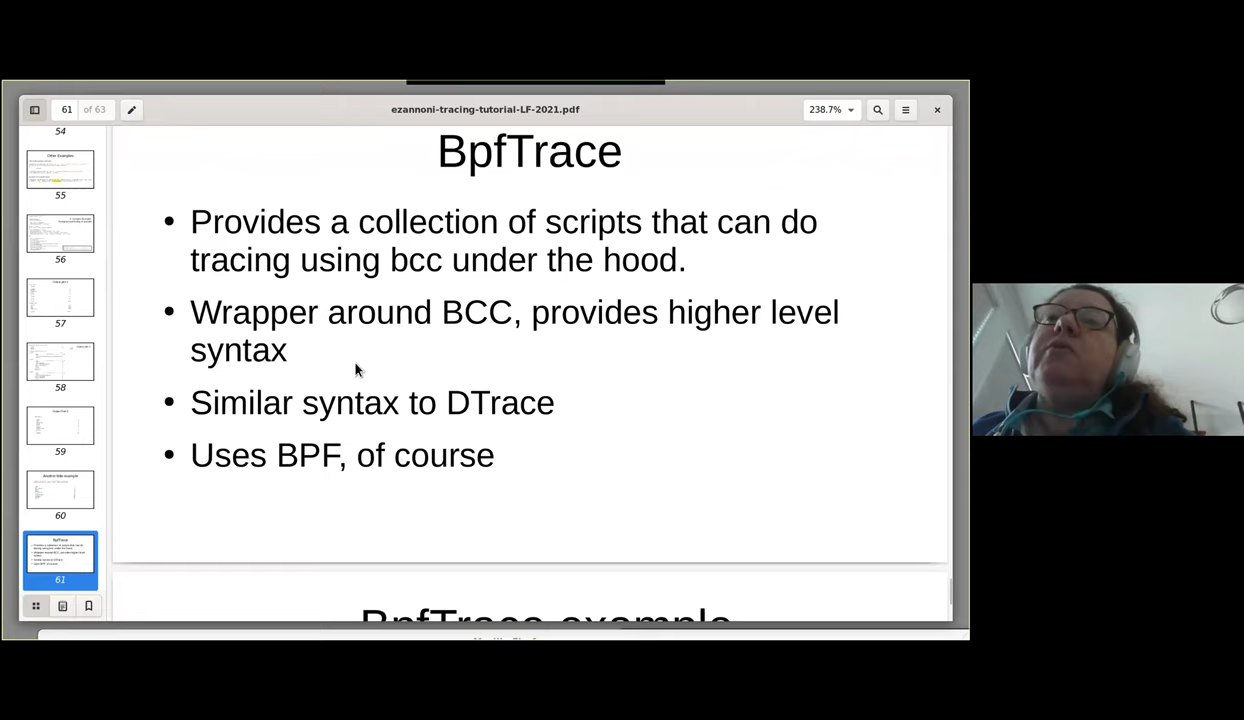 61 of 63
ezannoni-tracing-tutorial-LF-2021.pdf
238.7%
54
55
56
57
58
59
60
61
BpfTrace
• Provides a collection of scripts that can do
tracing using bcc under the hood.
• Wrapper around BCC, provides higher level
syntax
• Similar syntax to DTrace
• Uses BPF, of course
BpfTrace example